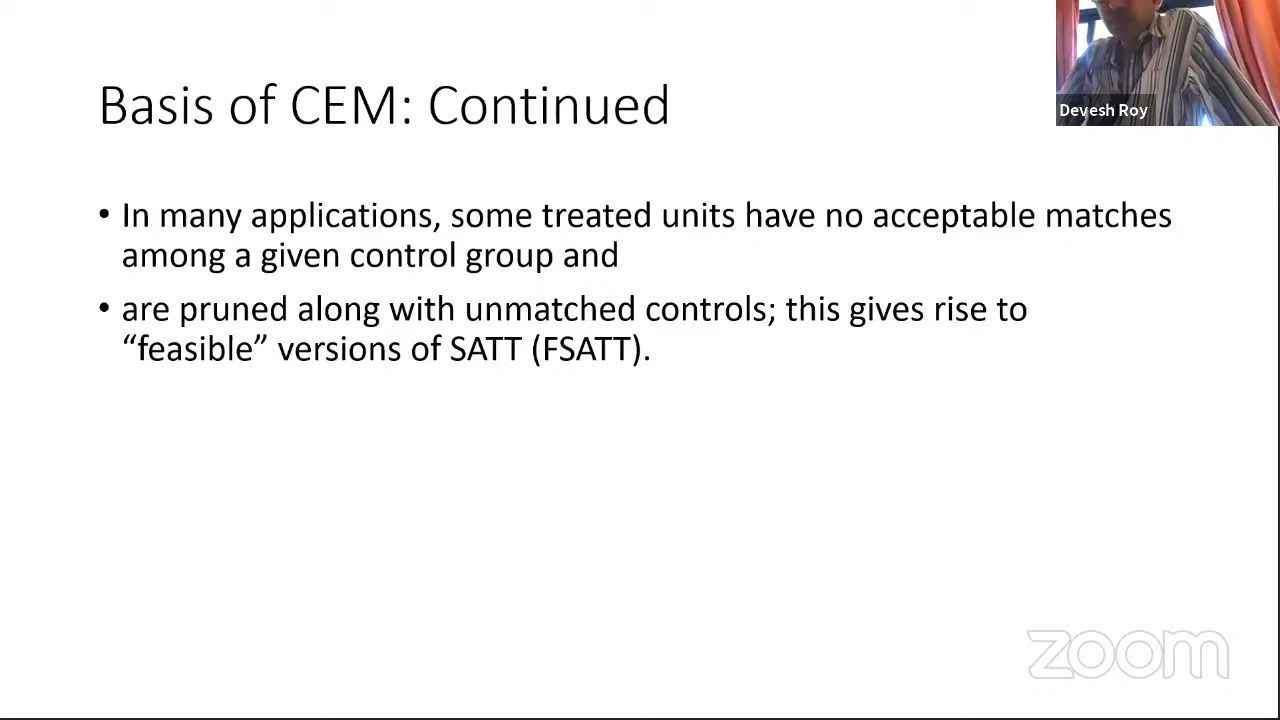 Basis of CEM: Continued
Devesh Roy
• In many applications, some treated units have no acceptable matches
among a given control group and
• are pruned along with unmatched controls; this gives rise to
“feasible” versions of SATT (FSATT).
zoom